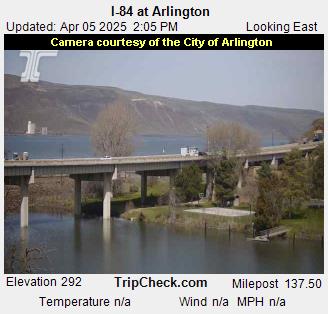 I-84 at Arlington
Updated: Apr 05 2025 2:05 PM Looking East
Camera courtesy of the City of Arlington
Elevation 292 TripCheck.com Milepost 137.50
Temperature n/a Wind n/a MPH n/a